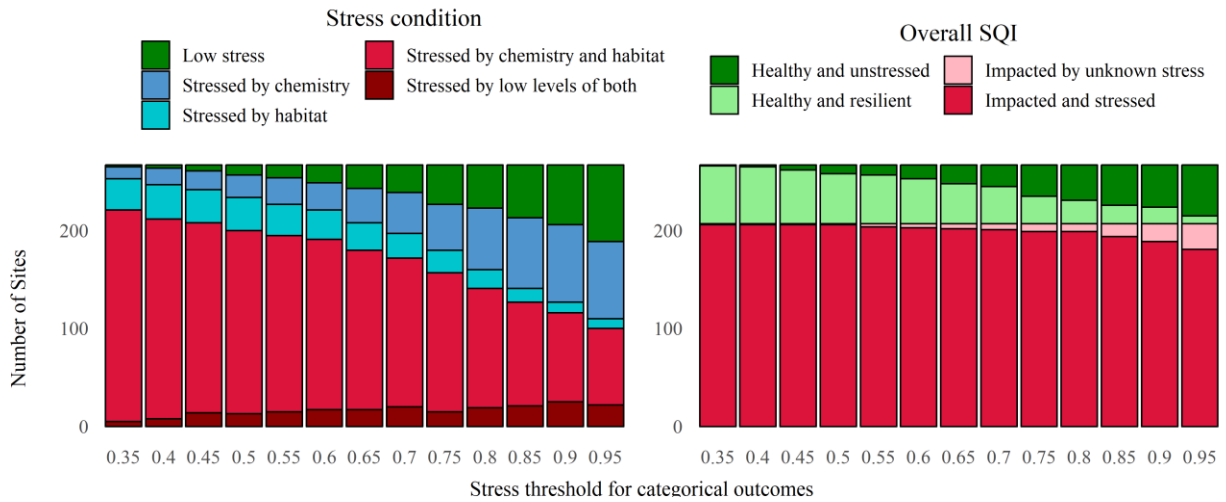 Stress condition
Low stress
Stressed by chemistry
Stressed by habitat
Stressed by chemistry and habitat
Stressed by low levels of both
Overall SQI
Healthy and unstressed
Healthy and resilient
Impacted by unknown stress
Impacted and stressed
Number of Sites
200
100
0
0.35 0.4 0.45 0.5 0.55 0.6 0.65 0.7 0.75 0.8 0.85 0.9 0.95
200
100
0
0.35 0.4 0.45 0.5 0.55 0.6 0.65 0.7 0.75 0.8 0.85 0.9 0.95
Stress threshold for categorical outcomes